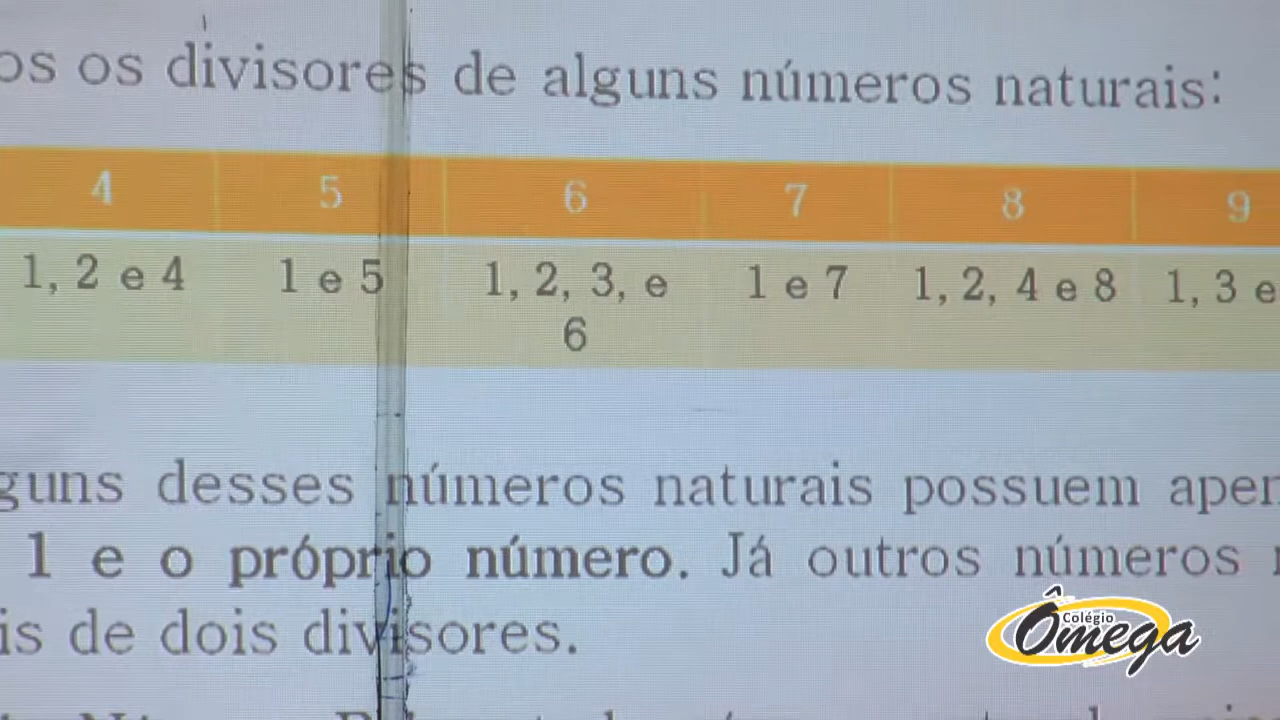 os os divisores de alguns números naturais:
4 5 6 7 8 9
1, 2 e 4 1 e 5 1, 2, 3, e 6 1 e 7 1, 2, 4 e 8 1, 3 e
guns desses números naturais possuem apen
1 e o próprio número. Já outros números
is de dois divisores.
Colégio
Ômega